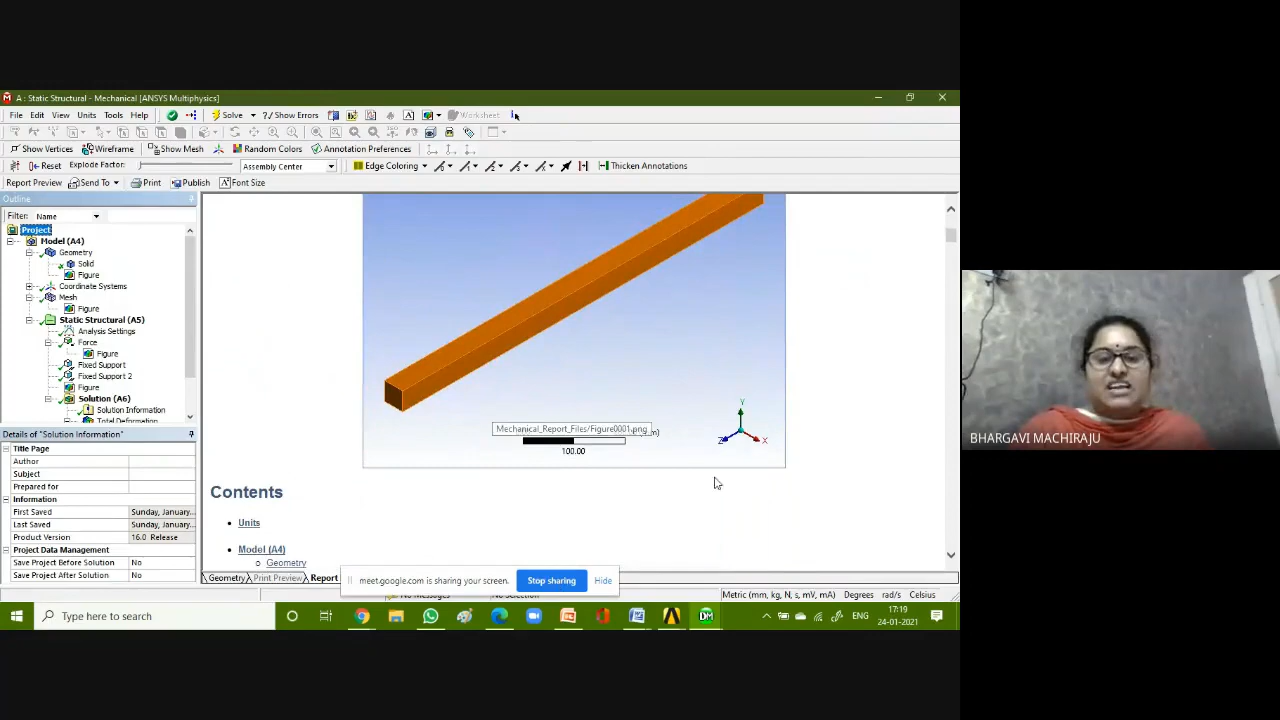 A : Static Structural - Mechanical [ANSYS Multiphysics]
File Edit View Units Tools Help Solve ?/Show Errors Worksheet
Show Vertices Wireframe Show Mesh Random Colors Annotation Preferences
Reset Explode Factor: Assembly Center Edge Coloring Thicken Annotations
Report Preview Send To Print Publish Font Size
Outline
Filter: Name
Project
Model (A4)
Geometry
Solid
Figure
Coordinate Systems
Mesh
Figure
Static Structural (A5)
Analysis Settings
Force
Figure
Fixed Support
Fixed Support 2
Figure
Solution (A6)
Solution Information
Total Deformation
Details of "Solution Information"
Title Page
Author
Subject
Prepared for
Information
First Saved Sunday, January...
Last Saved Sunday, January...
Product Version 16.0 Release
Project Data Management
Save Project Before Solution No
Save Project After Solution No
Mechanical_Report_Files/Figure0001.png
100.00
Y
Z
X
Contents
Units
Model (A4)
Geometry
Geometry Print Preview Report
meet.google.com is sharing your screen. Stop sharing Hide
No Messages No Selection Metric (mm, kg, N, s, mV, mA) Degrees rad/s Celsius
Type here to search
ENG
17:19
24-01-2021
BHARGAVI MACHIRAJU